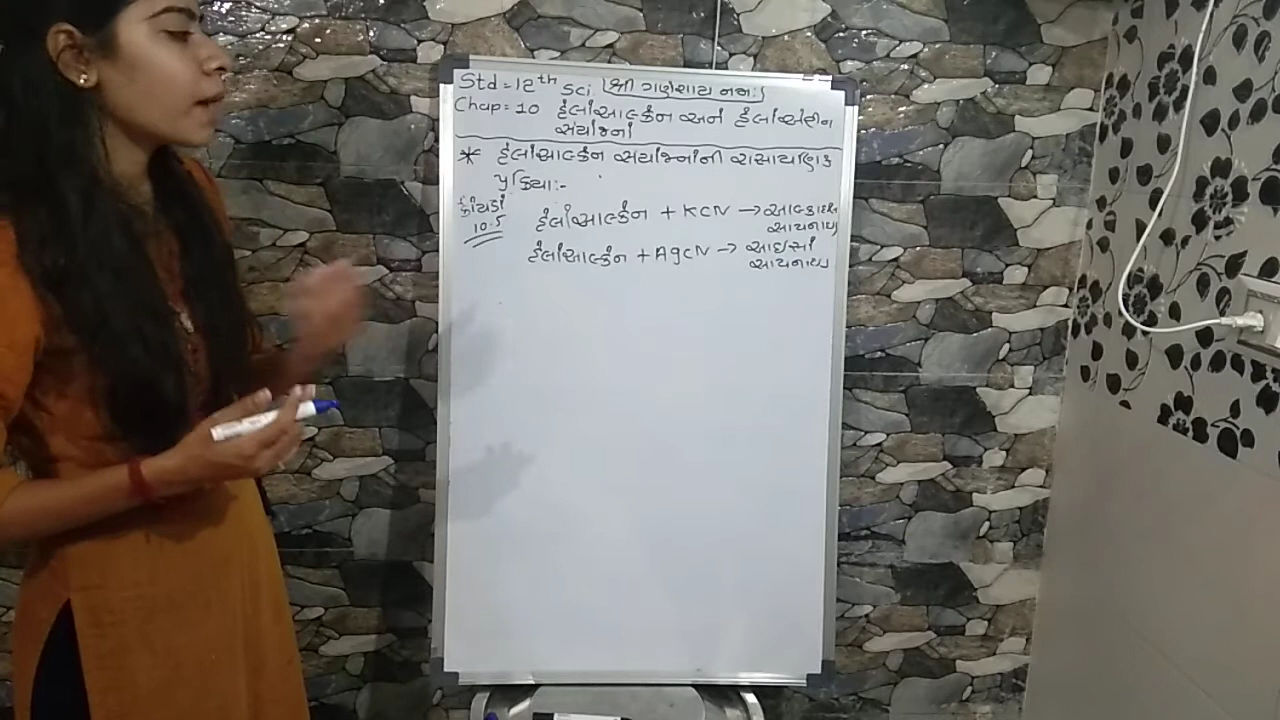 Std = 12th Sci (શ્રી ગણેશાય નમઃ)
Chap = 10 હેલોઆલ્કેન અને હેલોએરીન
સંયોજનો
* હેલોઆલ્કેન સંયોજનોની રાસાયણિક
પ્રક્રિયા:-
કોયડો
10.5
હેલોઆલ્કેન + KCN → આલ્કાઇલ
સાયનાઇડ
હેલોઆલ્કેન + AgCN → આઇસો
સાયનાઇડ